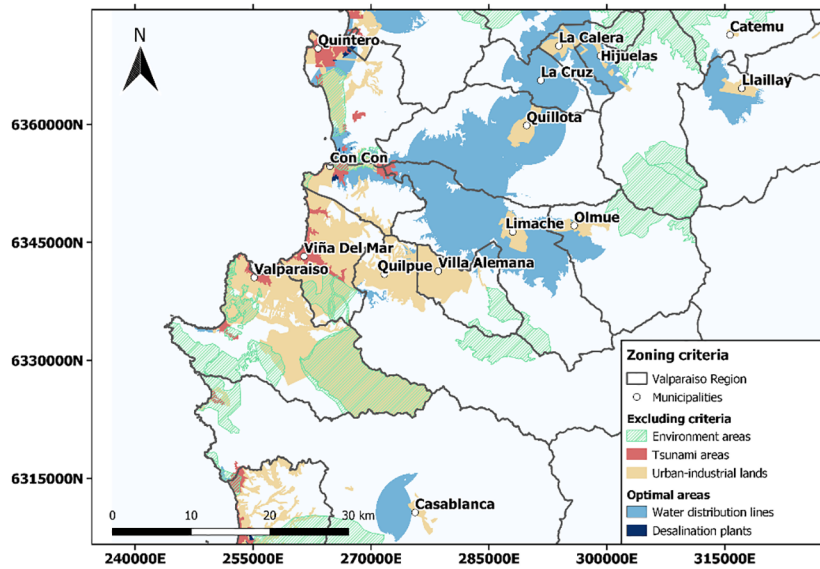 N
Quintero
La Calera
Catemu
Hijuelas
La Cruz
Llaillay
6360000N
Quillota
Con Con
Limache
Olmue
6345000N
Viña Del Mar
Valparaiso
Quilpue
Villa Alemana
6330000N
Zoning criteria
Valparaiso Region
Municipalities
Excluding criteria
Environment areas
Tsunami areas
Urban-industrial lands
Optimal areas
Water distribution lines
Desalination plants
6315000N
Casablanca
0
10
20
30 km
240000E
255000E
270000E
285000E
300000E
315000E